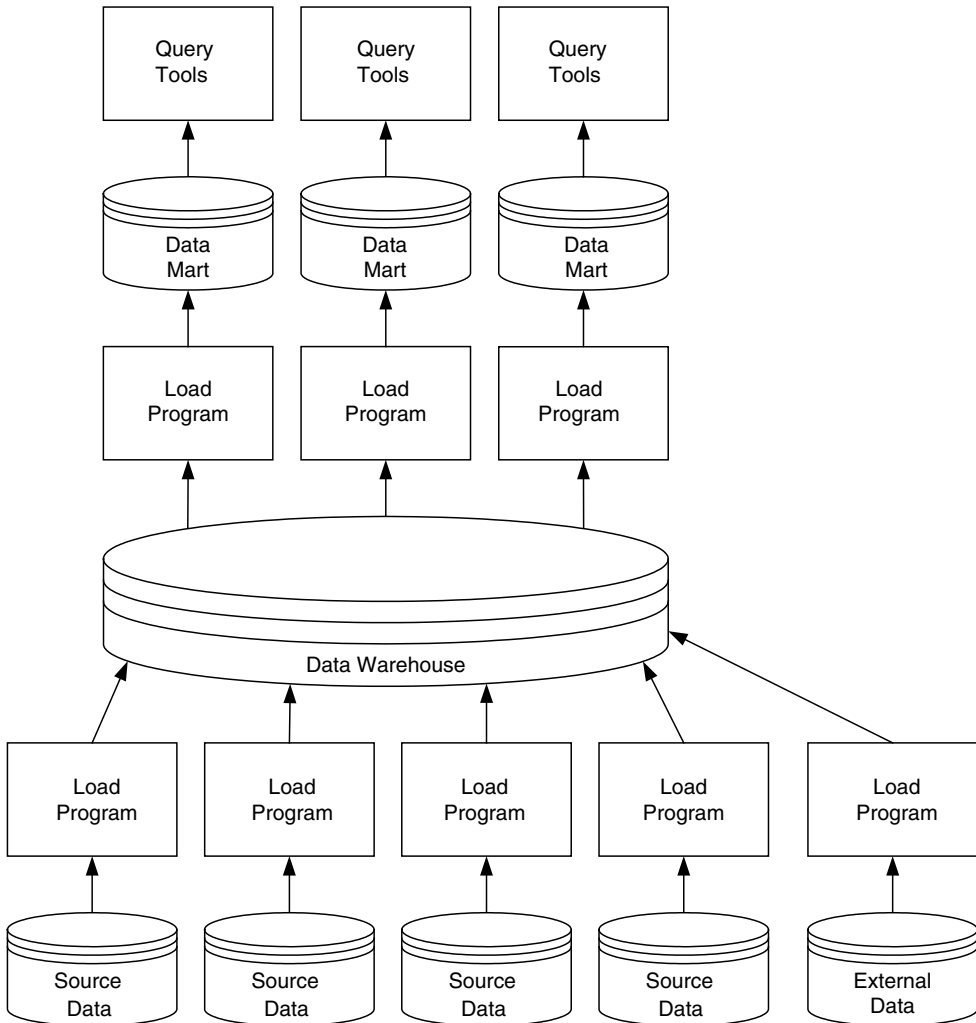 Query
Tools
Query
Tools
Query
Tools
Data
Mart
Data
Mart
Data
Mart
Load
Program
Load
Program
Load
Program
Data Warehouse
Load
Program
Load
Program
Load
Program
Load
Program
Load
Program
Source
Data
Source
Data
Source
Data
Source
Data
External
Data